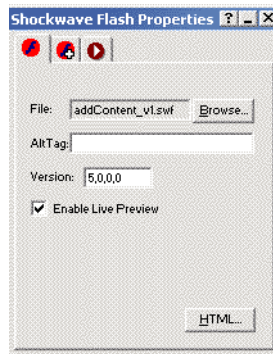 Shockwave Flash Properties
File: addContent_v1.swf Browse...
AltTag:
Version: 5,0,0,0
Enable Live Preview
HTML...